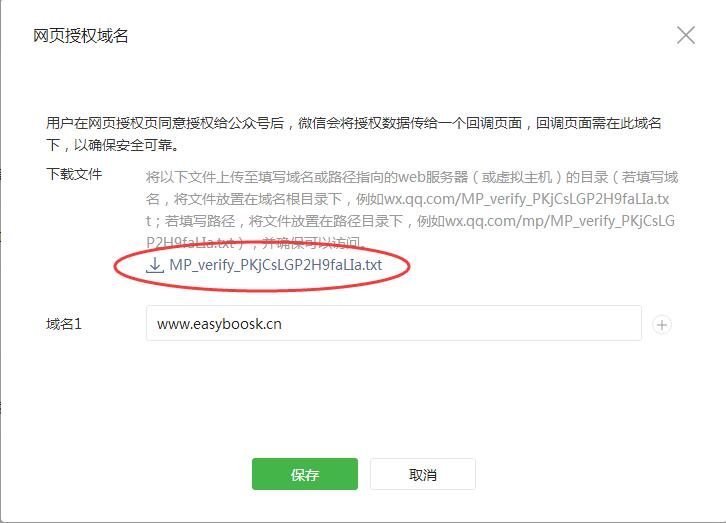 网页授权域名
用户在网页授权页同意授权给公众号后，微信会将授权数据传给一个回调页面，回调页面需在此域名
下，以确保安全可靠。
下载文件
将以下文件上传至填写域名或路径指向的web服务器（或虚拟主机）的目录（若填写域
名，将文件放置在域名根目录下，例如wx.qq.com/MP_verify_PKjCsLGP2H9faLIa.tx
t；若填写路径，将文件放置在路径目录下，例如wx.qq.com/mp/MP_verify_PKjCsLG
P2H9faLIa.txt），并确保可以访问。
MP_verify_PKjCsLGP2H9faLIa.txt
域名1
www.easyboosk.cn
保存
取消